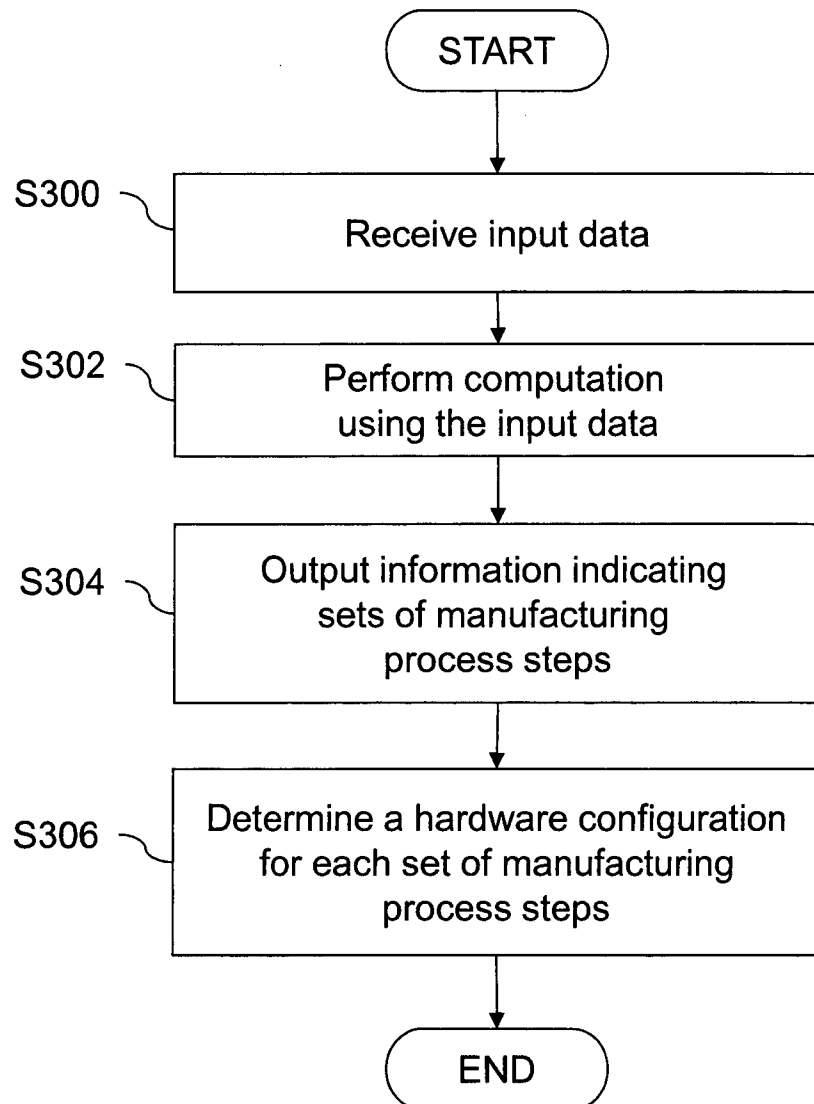 START
S300
Receive input data
S302
Perform computation
using the input data
S304
Output information indicating
sets of manufacturing
process steps
S306
Determine a hardware configuration
for each set of manufacturing
process steps
END